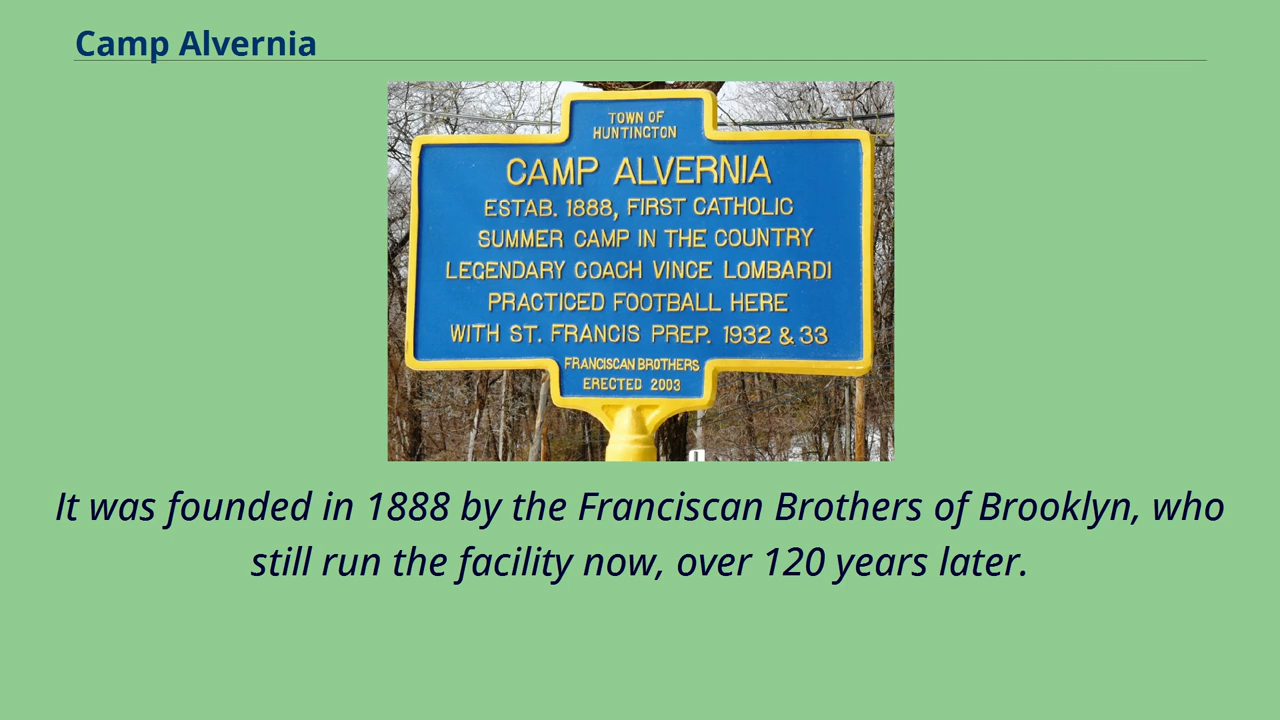 Camp Alvernia
TOWN OF
HUNTINGTON
CAMP ALVERNIA
ESTAB. 1888, FIRST CATHOLIC
SUMMER CAMP IN THE COUNTRY
LEGENDARY COACH VINCE LOMBARDI
PRACTICED FOOTBALL HERE
WITH ST. FRANCIS PREP. 1932 & 33
FRANCISCAN BROTHERS
ERECTED 2003
It was founded in 1888 by the Franciscan Brothers of Brooklyn, who
still run the facility now, over 120 years later.